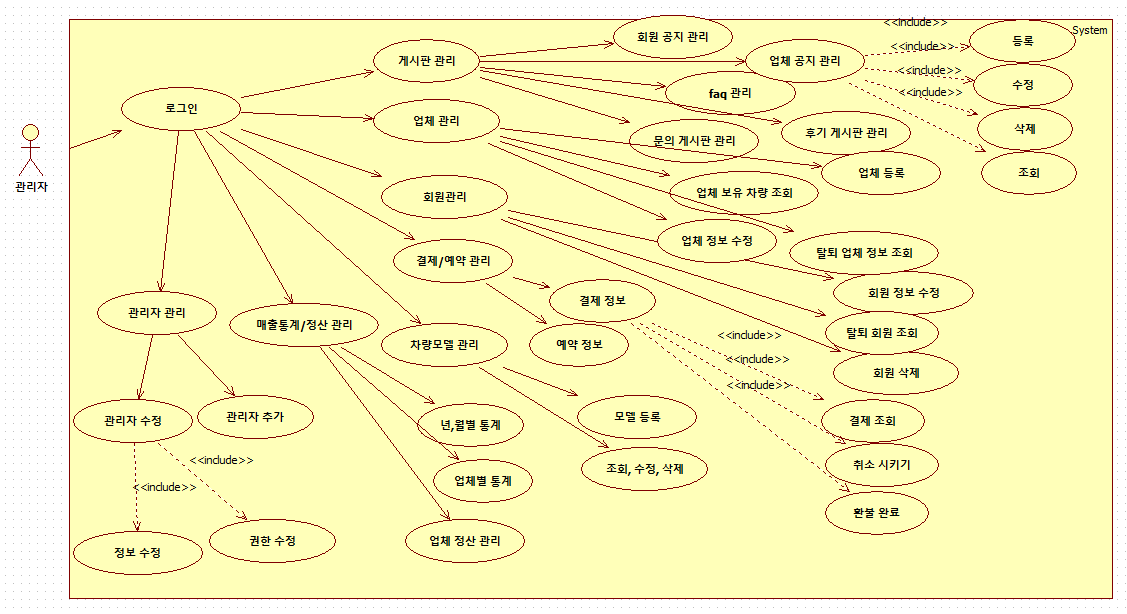 System
관리자
로그인
게시판 관리
회원 공지 관리
업체 공지 관리
faq 관리
문의 게시판 관리
후기 게시판 관리
<<include>>
<<include>>
<<include>>
<<include>>
등록
수정
삭제
조회
업체 관리
업체 등록
업체 보유 차량 조회
업체 정보 수정
탈퇴 업체 정보 조회
회원관리
회원 정보 수정
탈퇴 회원 조회
회원 삭제
결제/예약 관리
결제 정보
예약 정보
<<include>>
<<include>>
<<include>>
결제 조회
취소 시키기
환불 완료
차량모델 관리
모델 등록
조회, 수정, 삭제
매출통계/정산 관리
년,월별 통계
업체별 통계
업체 정산 관리
관리자 관리
관리자 수정
관리자 추가
<<include>>
<<include>>
정보 수정
권한 수정